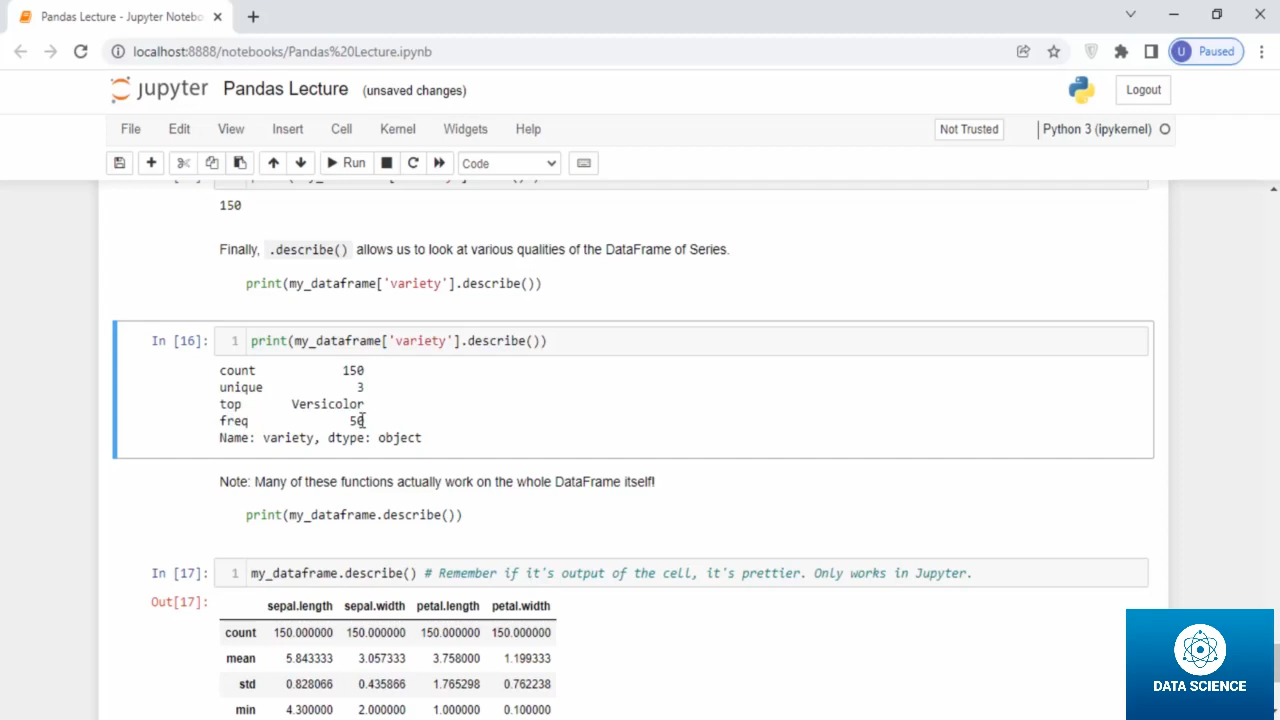 Pandas Lecture - Jupyter Notebo
localhost:8888/notebooks/Pandas%20Lecture.ipynb
U Paused
jupyter Pandas Lecture (unsaved changes)
Logout
File Edit View Insert Cell Kernel Widgets Help
Not Trusted
Python 3 (ipykernel)
Run
Code
150
Finally, .describe() allows us to look at various qualities of the DataFrame of Series.
print(my_dataframe['variety'].describe())
In [16]: 1 print(my_dataframe['variety'].describe())
count 150
unique 3
top Versicolor
freq 50
Name: variety, dtype: object
Note: Many of these functions actually work on the whole DataFrame itself!
print(my_dataframe.describe())
In [17]: 1 my_dataframe.describe() # Remember if it's output of the cell, it's prettier. Only works in Jupyter.
Out[17]:
sepal.length sepal.width petal.length petal.width
count 150.000000 150.000000 150.000000 150.000000
mean 5.843333 3.057333 3.758000 1.199333
std 0.828066 0.435866 1.765298 0.762238
min 4.300000 2.000000 1.000000 0.100000
DATA SCIENCE